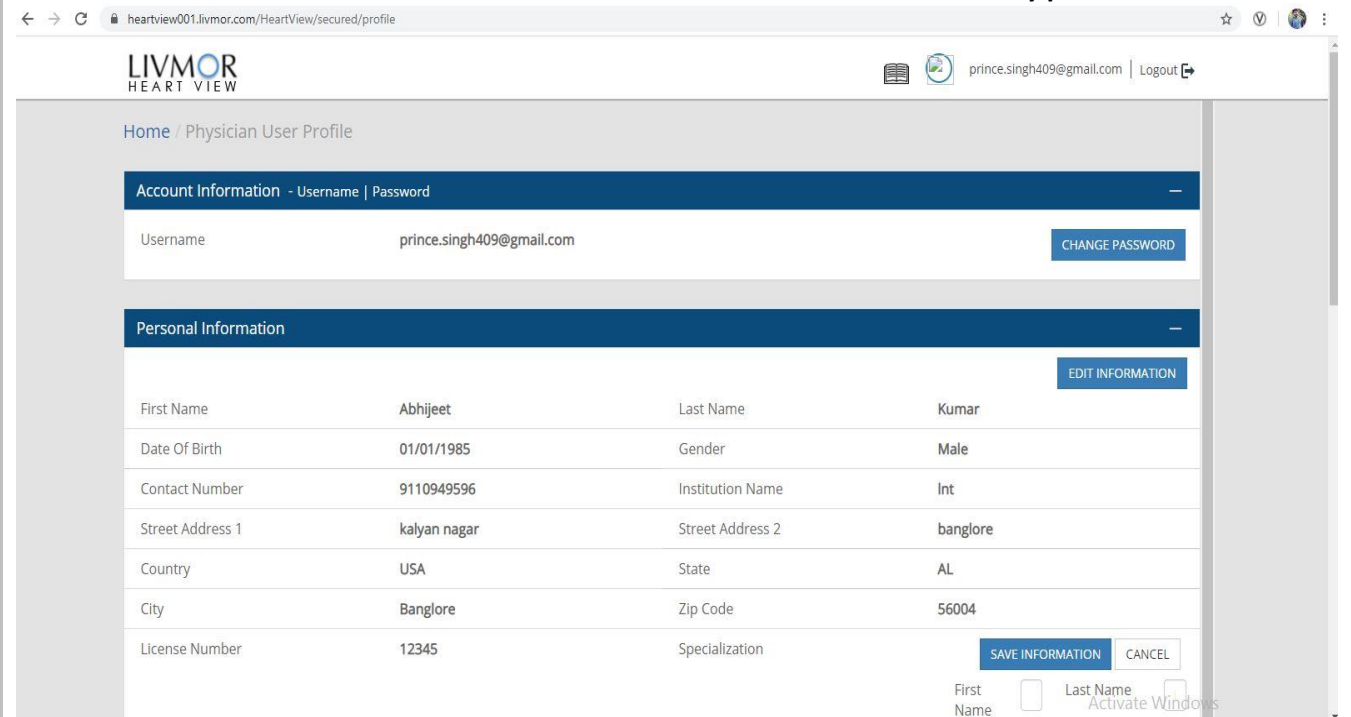 heartview001.livmor.com/HeartView/secured/profile
LIVMOR
HEART VIEW
prince.singh409@gmail.com | Logout
Home / Physician User Profile
Account Information - Username | Password
Username prince.singh409@gmail.com CHANGE PASSWORD
Personal Information
EDIT INFORMATION
First Name Abhijeet Last Name Kumar
Date Of Birth 01/01/1985 Gender Male
Contact Number 9110949596 Institution Name Int
Street Address 1 kalyan nagar Street Address 2 banglore
Country USA State AL
City Banglore Zip Code 56004
License Number 12345 Specialization SAVE INFORMATION CANCEL
First Name Last Name
Activate Windows